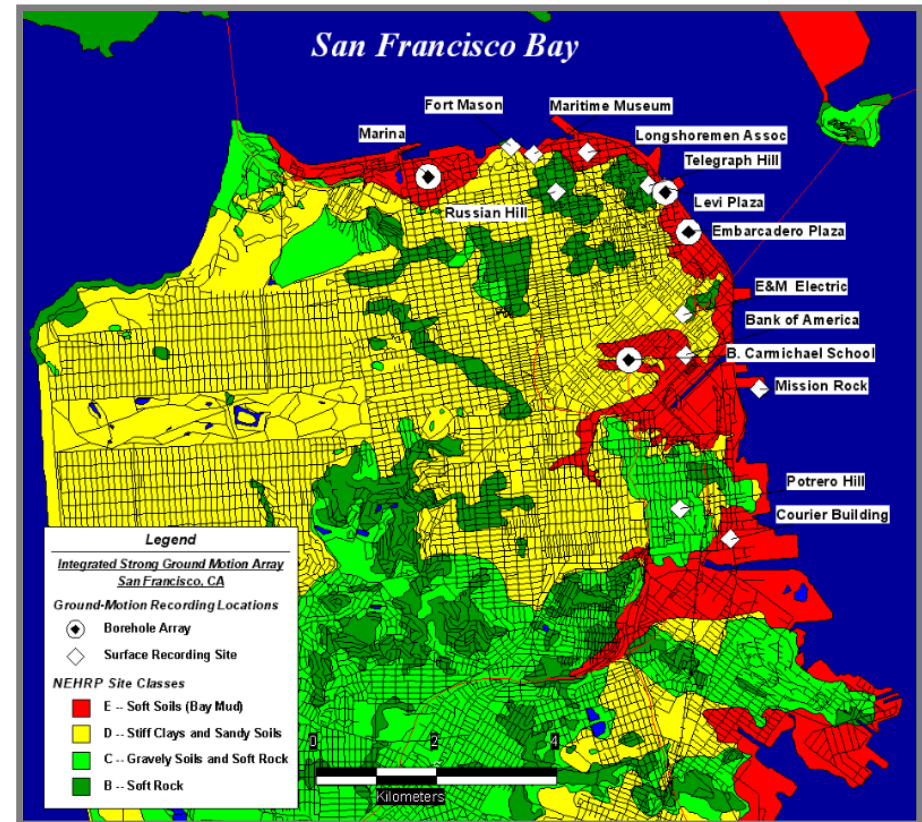 San Francisco Bay
Fort Mason
Maritime Museum
Marina
Longshoremen Assoc
Telegraph Hill
Levi Plaza
Russian Hill
Embarcadero Plaza
E&M Electric
Bank of America
B. Carmichael School
Mission Rock
Potrero Hill
Courier Building
Legend
Integrated Strong Ground Motion Array
San Francisco, CA
Ground-Motion Recording Locations
Borehole Array
Surface Recording Site
NEHRP Site Classes
E -- Soft Soils (Bay Mud)
D -- Stiff Clays and Sandy Soils
C -- Gravely Soils and Soft Rock
B -- Soft Rock
0 2 4
Kilometers